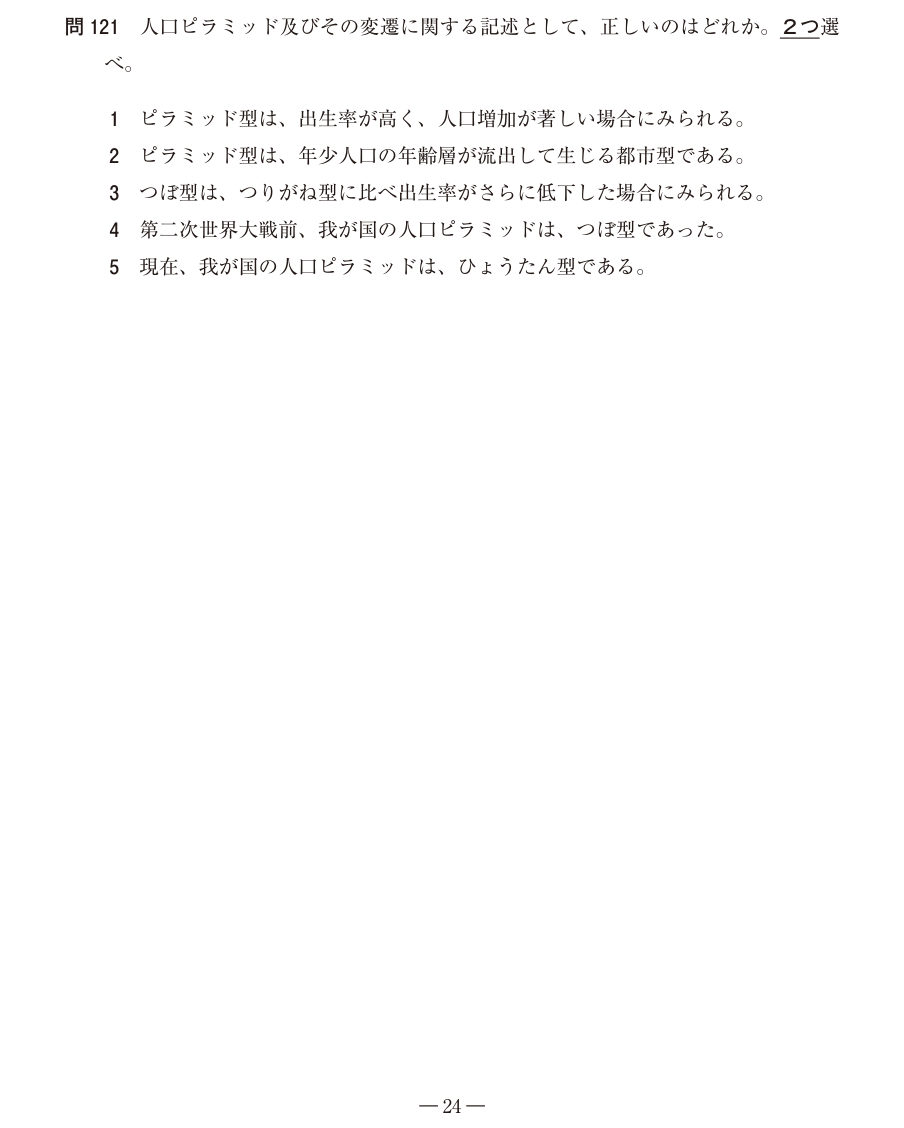 問 121　人口ピラミッド及びその変遷に関する記述として、正しいのはどれか。２つ選
べ。
1　ピラミッド型は、出生率が高く、人口増加が著しい場合にみられる。
2　ピラミッド型は、年少人口の年齢層が流出して生じる都市型である。
3　つぼ型は、つりがね型に比べ出生率がさらに低下した場合にみられる。
4　第二次世界大戦前、我が国の人口ピラミッドは、つぼ型であった。
5　現在、我が国の人口ピラミッドは、ひょうたん型である。
― 24 ―